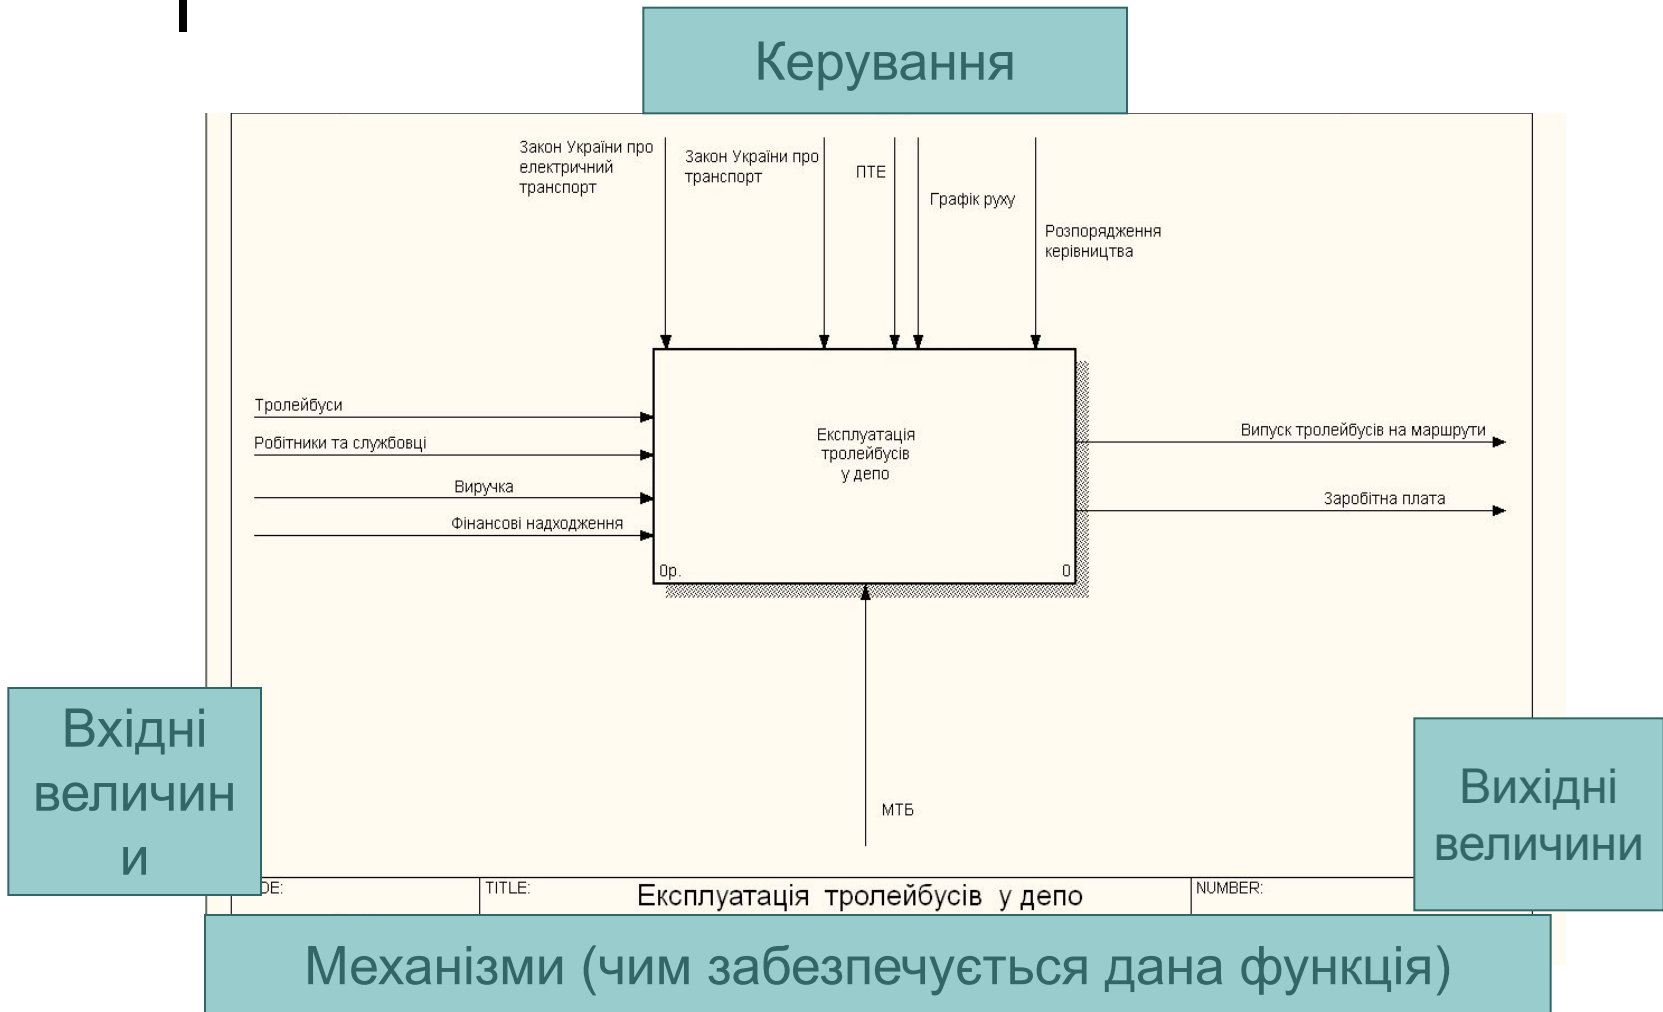 Керування
Закон України про
електричний
транспорт
Закон України про
транспорт
ПТЕ
Графік руху
Розпорядження
керівництва
Тролейбуси
Робітники та службовці
Виручка
Фінансові надходження
Експлуатація
тролейбусів
у депо
0р.
0
Випуск тролейбусів на маршрути
Заробітна плата
МТБ
Вхідні
величин
и
Вихідні
величини
DE:
TITLE:
Експлуатація тролейбусів у депо
NUMBER:
Механізми (чим забезпечується дана функція)